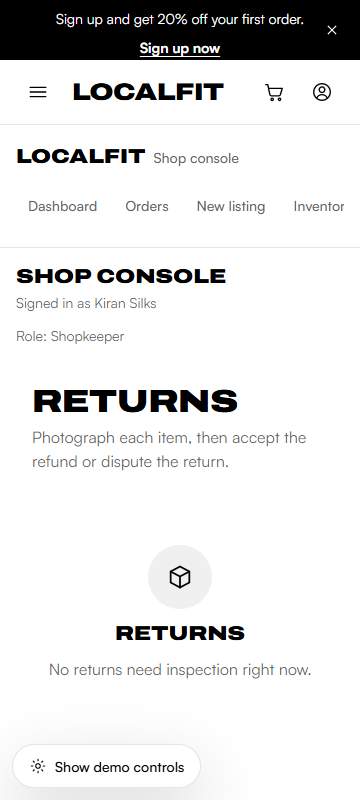 Sign up and get 20% off your first order.
Sign up now
LOCALFIT
LOCALFIT Shop console
Dashboard Orders New listing Inventor
SHOP CONSOLE
Signed in as Kiran Silks
Role: Shopkeeper
RETURNS
Photograph each item, then accept the
refund or dispute the return.
RETURNS
No returns need inspection right now.
Show demo controls